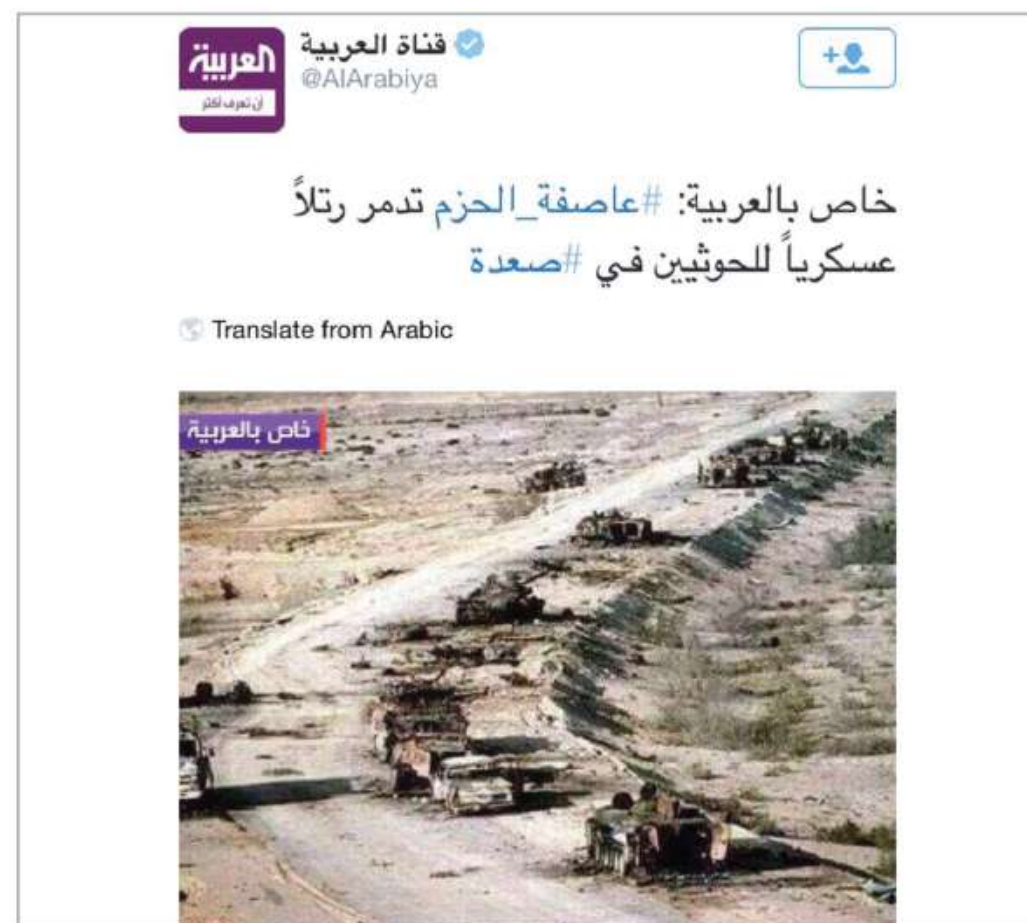 العربية
أن تعرف أكثر
قناة العربية
@AlArabiya
خاص بالعربية: #عاصفة_الحزم تدمر رتلاً
عسكرياً للحوثيين في #صعدة
Translate from Arabic
خاص بالعربية